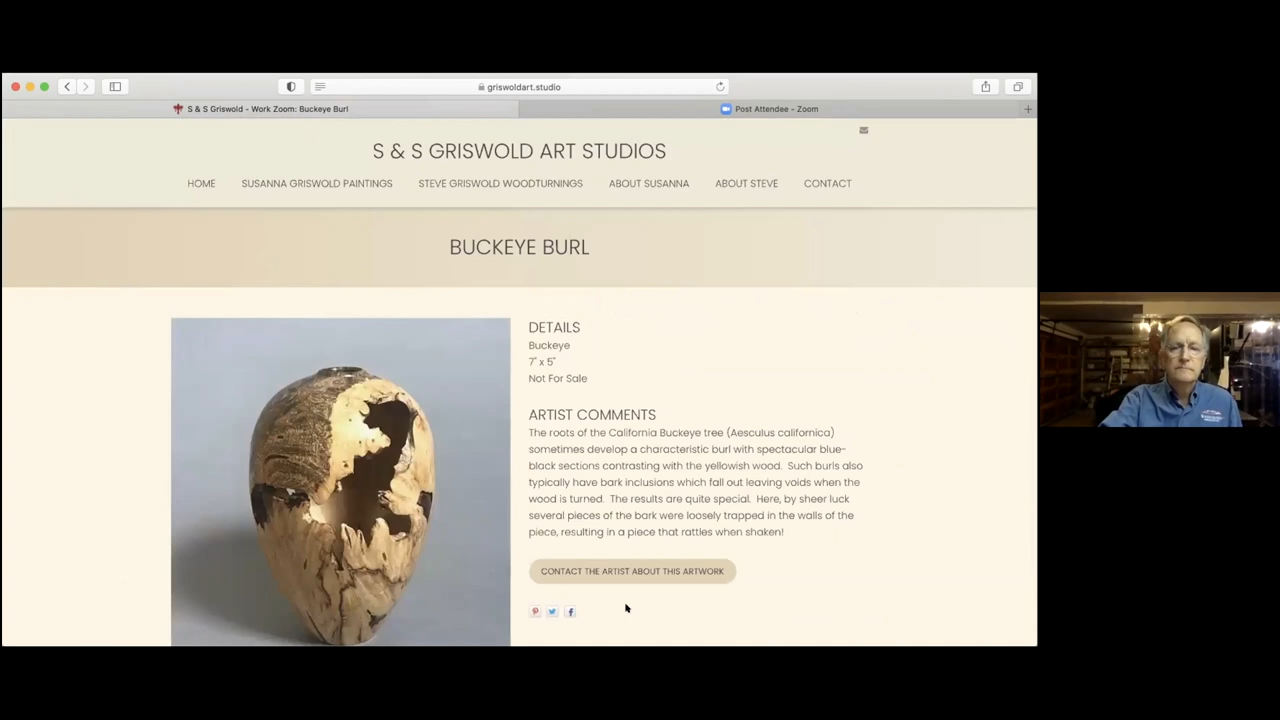 griswoldart.studio
S & S Griswold - Work Zoom: Buckeye Burl
Post Attendee - Zoom
S & S GRISWOLD ART STUDIOS
HOME SUSANNA GRISWOLD PAINTINGS STEVE GRISWOLD WOODTURNINGS ABOUT SUSANNA ABOUT STEVE CONTACT
BUCKEYE BURL
DETAILS
Buckeye
7" x 5"
Not For Sale
ARTIST COMMENTS
The roots of the California Buckeye tree (Aesculus californica)
sometimes develop a characteristic burl with spectacular blue-
black sections contrasting with the yellowish wood. Such burls also
typically have bark inclusions which fall out leaving voids when the
wood is turned. The results are quite special. Here, by sheer luck
several pieces of the bark were loosely trapped in the walls of the
piece, resulting in a piece that rattles when shaken!
CONTACT THE ARTIST ABOUT THIS ARTWORK